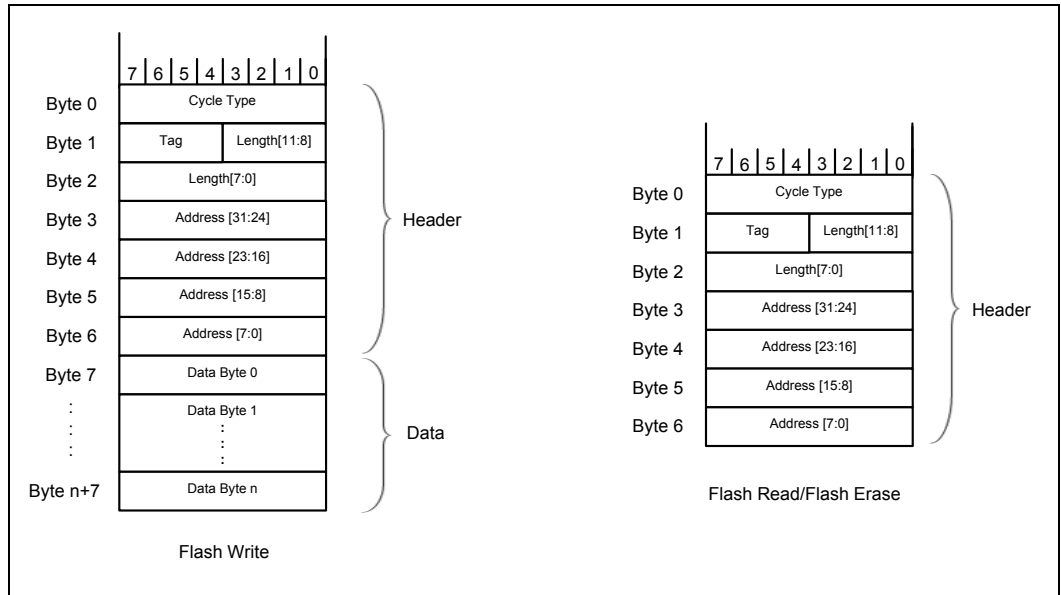 7 6 5 4 3 2 1 0
Byte 0 Cycle Type
Byte 1 Tag Length[11:8]
Byte 2 Length[7:0]
Byte 3 Address [31:24]
Byte 4 Address [23:16]
Byte 5 Address [15:8]
Byte 6 Address [7:0]
Header
Byte 7 Data Byte 0
Data Byte 1
Byte n+7 Data Byte n
Data
Flash Write
7 6 5 4 3 2 1 0
Byte 0 Cycle Type
Byte 1 Tag Length[11:8]
Byte 2 Length[7:0]
Byte 3 Address [31:24]
Byte 4 Address [23:16]
Byte 5 Address [15:8]
Byte 6 Address [7:0]
Header
Flash Read/Flash Erase